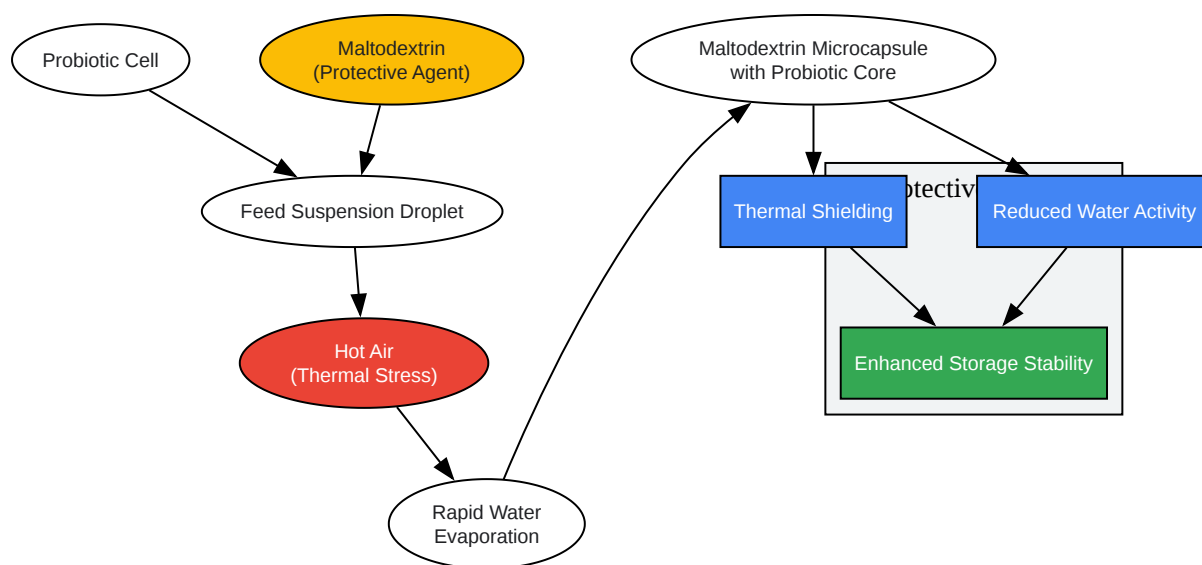 Probiotic Cell
Maltodextrin
(Protective Agent)
Feed Suspension Droplet
Hot Air
(Thermal Stress)
Rapid Water
Evaporation
Maltodextrin Microcapsule
with Probiotic Core
Thermal Shielding
Reduced Water Activity
Enhanced Storage Stability